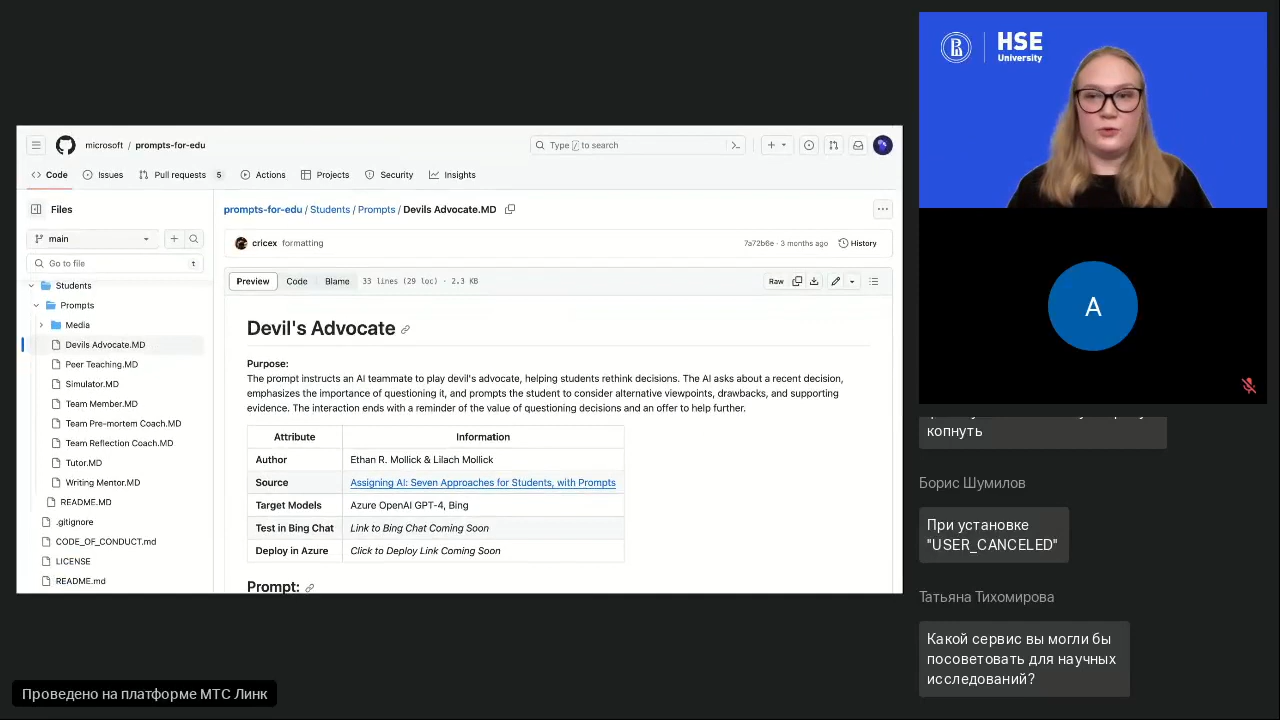 microsoft / prompts-for-edu
Type / to search
Code
Issues
Pull requests 5
Actions
Projects
Security
Insights
Files
main
Go to file
t
Students
Prompts
Media
Devils Advocate.MD
Peer Teaching.MD
Simulator.MD
Team Member.MD
Team Pre-mortem Coach.MD
Team Reflection Coach.MD
Tutor.MD
Writing Mentor.MD
README.MD
.gitignore
CODE_OF_CONDUCT.md
LICENSE
README.md
prompts-for-edu / Students / Prompts / Devils Advocate.MD
cricex formatting
7a72b6e · 3 months ago
History
Preview
Code
Blame
33 lines (29 loc) · 2.3 KB
Raw
Devil's Advocate
Purpose:
The prompt instructs an AI teammate to play devil's advocate, helping students rethink decisions. The AI asks about a recent decision,
emphasizes the importance of questioning it, and prompts the student to consider alternative viewpoints, drawbacks, and supporting
evidence. The interaction ends with a reminder of the value of questioning decisions and an offer to help further.
Attribute Information
Author Ethan R. Mollick & Lilach Mollick
Source Assigning AI: Seven Approaches for Students, with Prompts
Target Models Azure OpenAI GPT-4, Bing
Test in Bing Chat Link to Bing Chat Coming Soon
Deploy in Azure Click to Deploy Link Coming Soon
Prompt:
HSE
University
A
копнуть
Борис Шумилов
При установке
"USER_CANCELED"
Татьяна Тихомирова
Какой сервис вы могли бы
посоветовать для научных
исследований?
Проведено на платформе МТС Линк